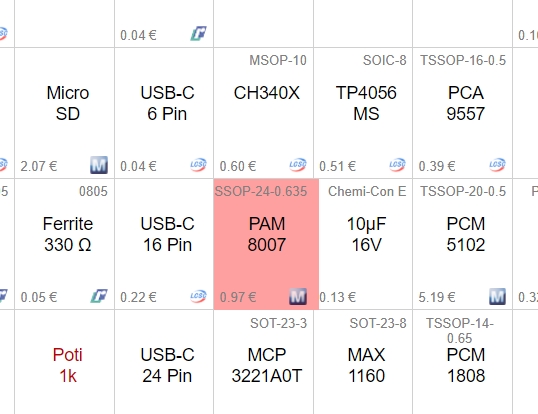 0.04 €
0.10
MSOP-10 SOIC-8 TSSOP-16-0.5
Micro USB-C CH340X TP4056 PCA
SD 6 Pin MS 9557
2.07 € 0.04 € 0.60 € 0.51 € 0.39 €
0805 SSOP-24-0.635 Chemi-Con E TSSOP-20-0.5
Ferrite USB-C PAM 10µF PCM
330 Ω 16 Pin 8007 16V 5102
0.05 € 0.22 € 0.97 € 0.13 € 5.19 € 0.32
SOT-23-3 SOT-23-8 TSSOP-14-
0.65
Poti USB-C MCP MAX PCM
1k 24 Pin 3221A0T 1160 1808